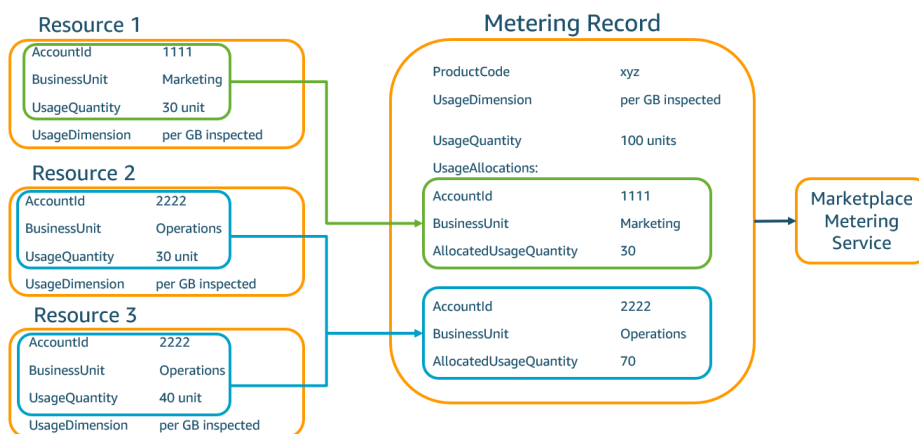 Resource 1
AccountId 1111
BusinessUnit Marketing
UsageQuantity 30 unit
UsageDimension per GB inspected
Resource 2
AccountId 2222
BusinessUnit Operations
UsageQuantity 30 unit
UsageDimension per GB inspected
Resource 3
AccountId 2222
BusinessUnit Operations
UsageQuantity 40 unit
UsageDimension per GB inspected
Metering Record
ProductCode xyz
UsageDimension per GB inspected
UsageQuantity 100 units
UsageAllocations:
AccountId 1111
BusinessUnit Marketing
AllocatedUsageQuantity 30
AccountId 2222
BusinessUnit Operations
AllocatedUsageQuantity 70
Marketplace
Metering
Service